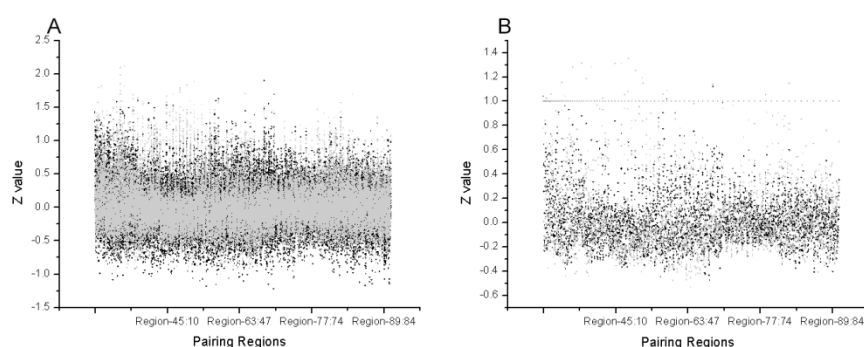 A
2.5
2.0
1.5
1.0
0.5
0.0
-0.5
-1.0
-1.5
Z value
Region-45:10 Region-63:47 Region-77:74 Region-89:84
Pairing Regions
B
1.4
1.2
1.0
0.8
0.6
0.4
0.2
0.0
-0.2
-0.4
-0.6
Z value
Region-45:10 Region-63:47 Region-77:74 Region-89:84
Pairing Regions